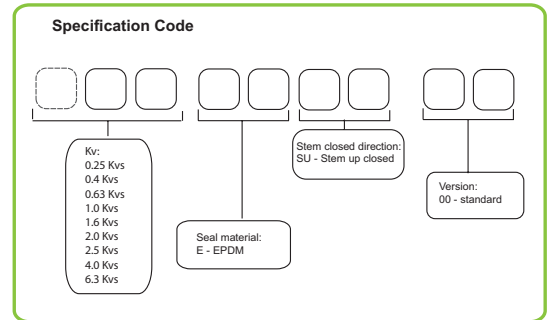 Specification Code
Kv:
0.25 Kvs
0.4 Kvs
0.63 Kvs
1.0 Kvs
1.6 Kvs
2.0 Kvs
2.5 Kvs
4.0 Kvs
6.3 Kvs
Seal material:
E - EPDM
Stem closed direction:
SU - Stem up closed
Version:
00 - standard